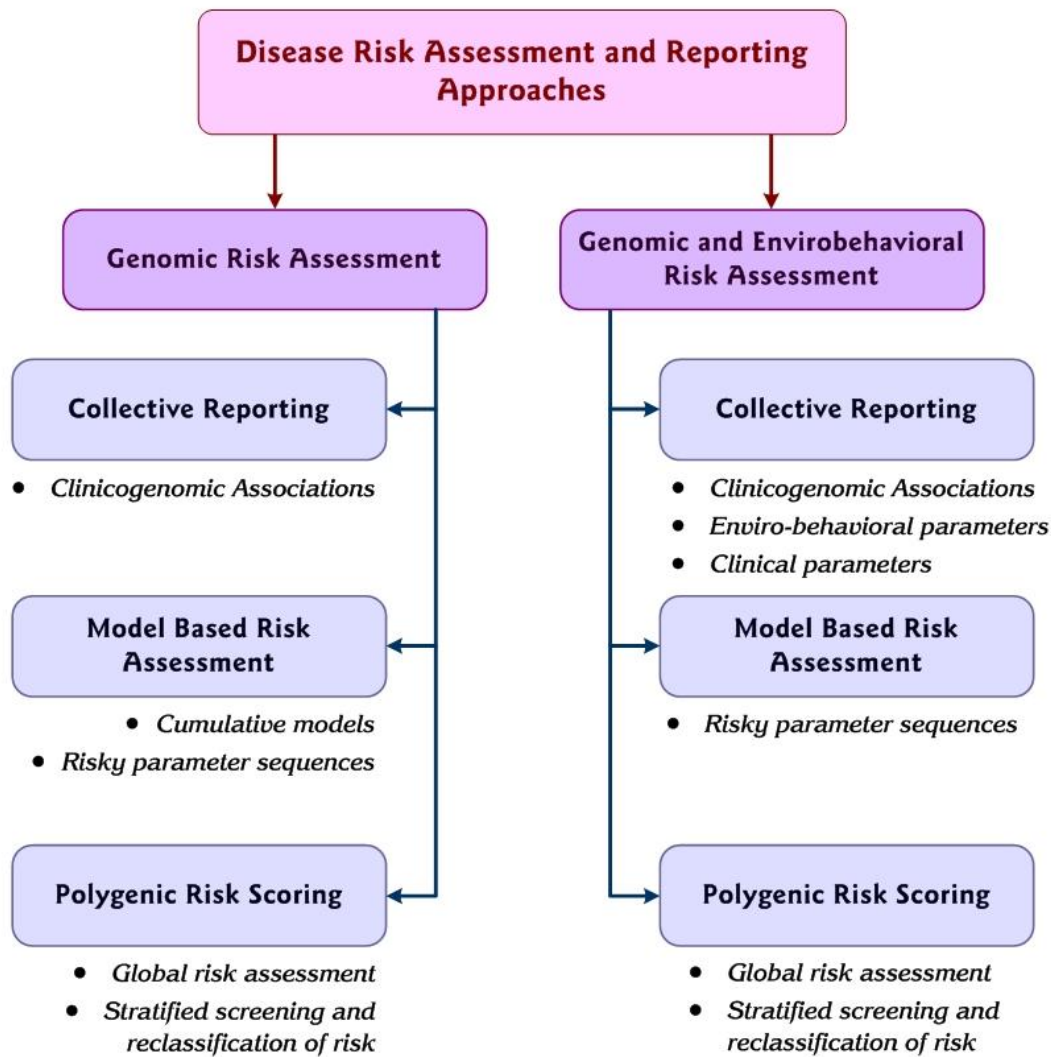 Disease Risk Assessment and Reporting
Approaches
Genomic Risk Assessment
Collective Reporting
• Clinicogenomic Associations
Model Based Risk
Assessment
• Cumulative models
• Risky parameter sequences
Polygenic Risk Scoring
• Global risk assessment
• Stratified screening and
reclassification of risk
Genomic and Envirobehavioral
Risk Assessment
Collective Reporting
• Clinicogenomic Associations
• Enviro-behavioral parameters
• Clinical parameters
Model Based Risk
Assessment
• Risky parameter sequences
Polygenic Risk Scoring
• Global risk assessment
• Stratified screening and
reclassification of risk